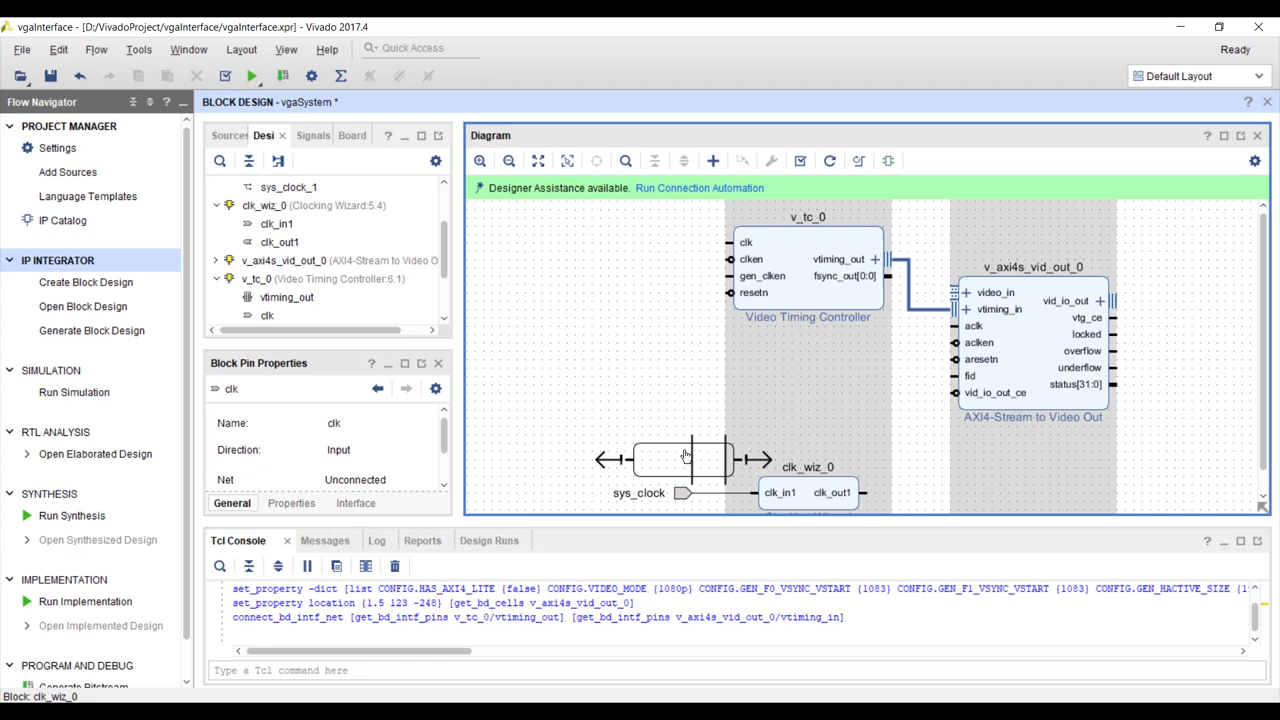 vgaInterface - [D:/VivadoProject/vgaInterface/vgaInterface.xpr] - Vivado 2017.4
File Edit Flow Tools Window Layout View Help Quick Access Ready
Default Layout
Flow Navigator
BLOCK DESIGN - vgaSystem *
PROJECT MANAGER
Settings
Add Sources
Language Templates
IP Catalog
IP INTEGRATOR
Create Block Design
Open Block Design
Generate Block Design
SIMULATION
Run Simulation
RTL ANALYSIS
Open Elaborated Design
SYNTHESIS
Run Synthesis
Open Synthesized Design
IMPLEMENTATION
Run Implementation
Open Implemented Design
PROGRAM AND DEBUG
Generate Bitstream
Block: clk_wiz_0
Sources Desi Signals Board
sys_clock_1
clk_wiz_0 (Clocking Wizard:5.4)
clk_in1
clk_out1
v_axi4s_vid_out_0 (AXI4-Stream to Video O
v_tc_0 (Video Timing Controller:6.1)
vtiming_out
clk
Block Pin Properties
clk
Name: clk
Direction: Input
Net Unconnected
General Properties Interface
Diagram
Designer Assistance available. Run Connection Automation
v_tc_0
clk
clken
gen_clken
resetn
vtiming_out
fsync_out[0:0]
Video Timing Controller
v_axi4s_vid_out_0
video_in
vtiming_in
aclk
aclken
aresetn
fid
vid_io_out_ce
vid_io_out
vtg_ce
locked
overflow
underflow
status[31:0]
AXI4-Stream to Video Out
clk_wiz_0
sys_clock
clk_in1 clk_out1
Tcl Console Messages Log Reports Design Runs
set_property -dict [list CONFIG.HAS_AXI4_LITE {false} CONFIG.VIDEO_MODE {1080p} CONFIG.GEN_F0_VSYNC_VSTART {1083} CONFIG.GEN_F1_VSYNC_VSTART {1083} CONFIG.GEN_HACTIVE_SIZE {1
set_property location {1.5 123 -248} [get_bd_cells v_axi4s_vid_out_0]
connect_bd_intf_net [get_bd_intf_pins v_tc_0/vtiming_out] [get_bd_intf_pins v_axi4s_vid_out_0/vtiming_in]
Type a Tcl command here